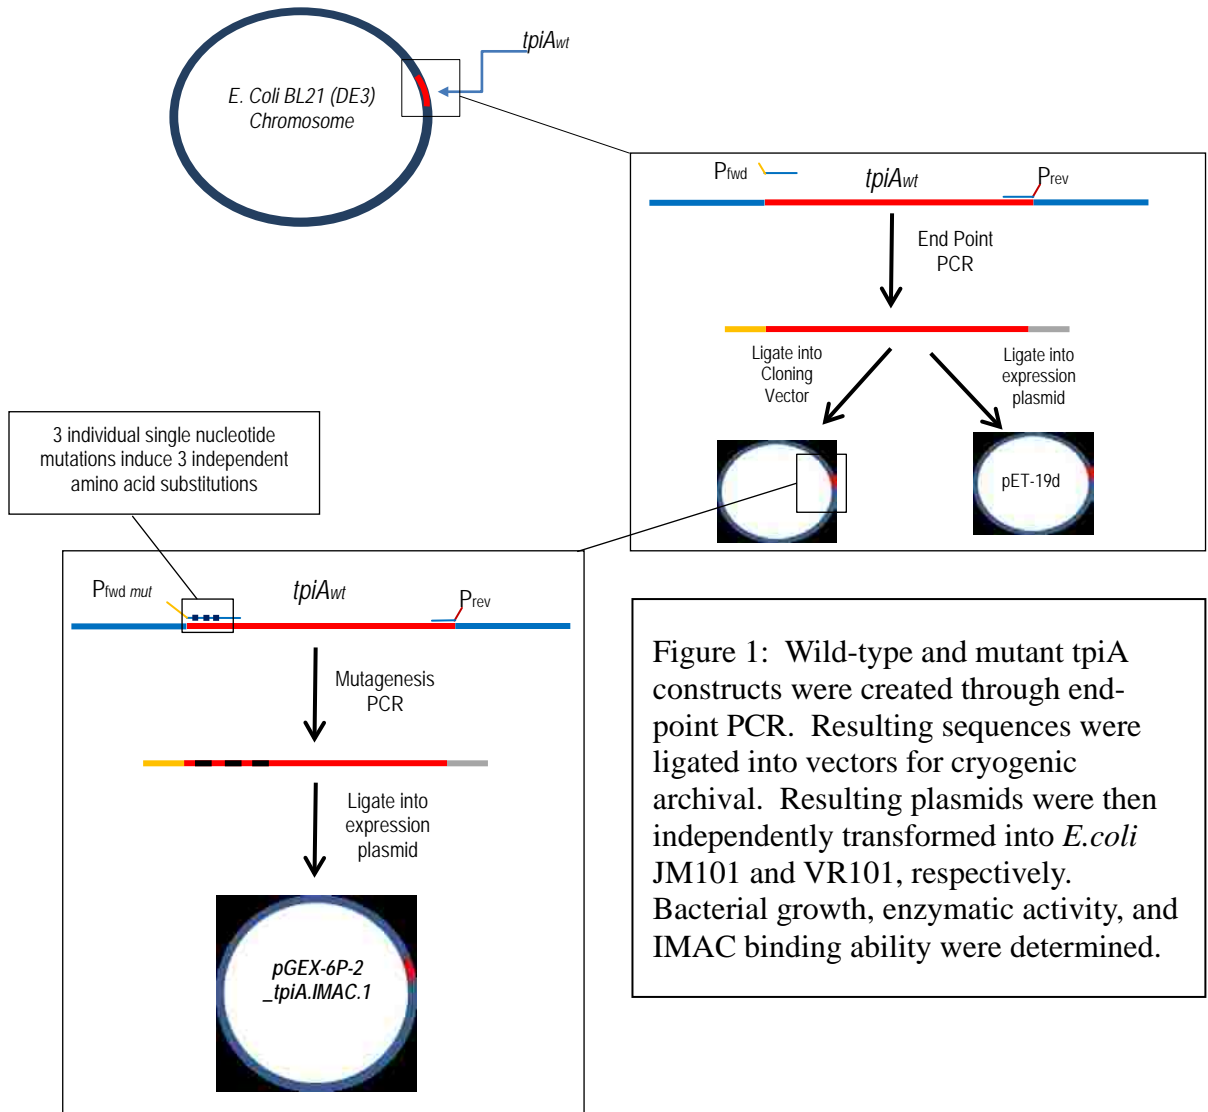 tpiAwt
E. Coli BL21 (DE3)
Chromosome
Pfwd
tpiAwt
Prev
End Point
PCR
Ligate into
Cloning
Vector
Ligate into
expression
plasmid
pET-19d
3 individual single nucleotide
mutations induce 3 independent
amino acid substitutions
Pfwd mut
tpiAwt
Prev
Mutagenesis
PCR
Ligate into
expression
plasmid
pGEX-6P-2
_tpiA.IMAC.1
Figure 1:  Wild-type and mutant tpiA
constructs were created through end-
point PCR.  Resulting sequences were
ligated into vectors for cryogenic
archival.  Resulting plasmids were then
independently transformed into E.coli
JM101 and VR101, respectively.
Bacterial growth, enzymatic activity, and
IMAC binding ability were determined.